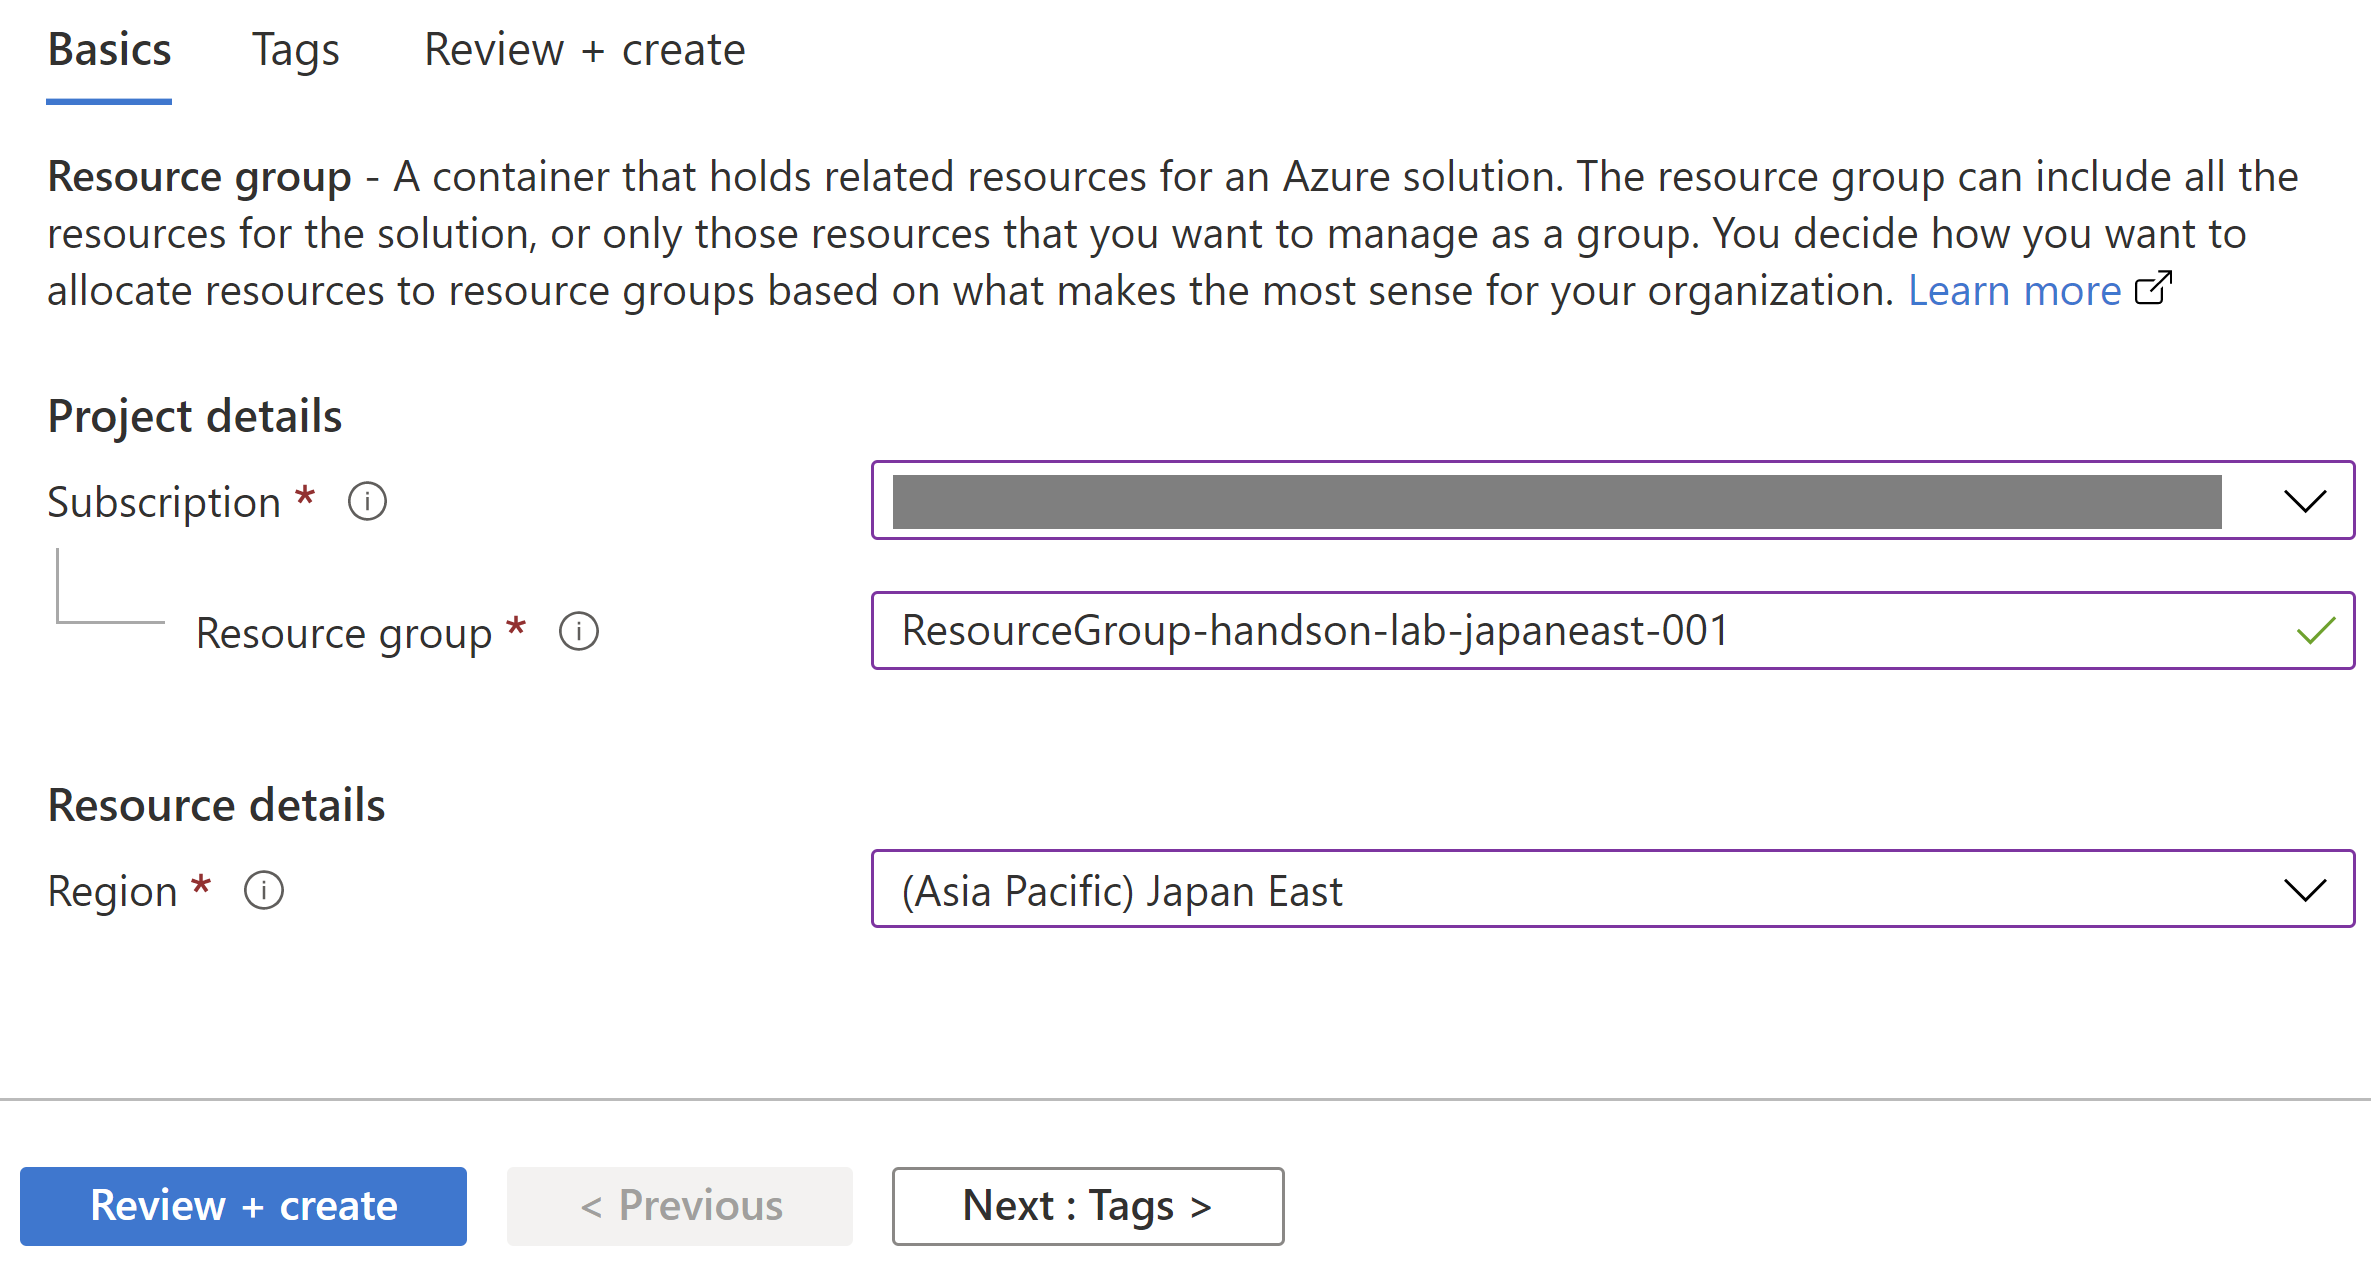 Basics Tags Review + create
Resource group - A container that holds related resources for an Azure solution. The resource group can include all the
resources for the solution, or only those resources that you want to manage as a group. You decide how you want to
allocate resources to resource groups based on what makes the most sense for your organization. Learn more
Project details
Subscription *
Resource group * ResourceGroup-handson-lab-japaneast-001
Resource details
Region * (Asia Pacific) Japan East
Review + create < Previous Next : Tags >